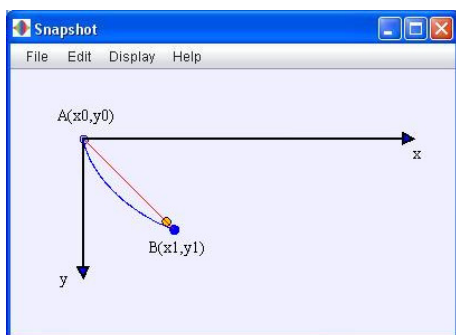 Snapshot
File Edit Display Help
A(x0,y0)
x
B(x1,y1)
y